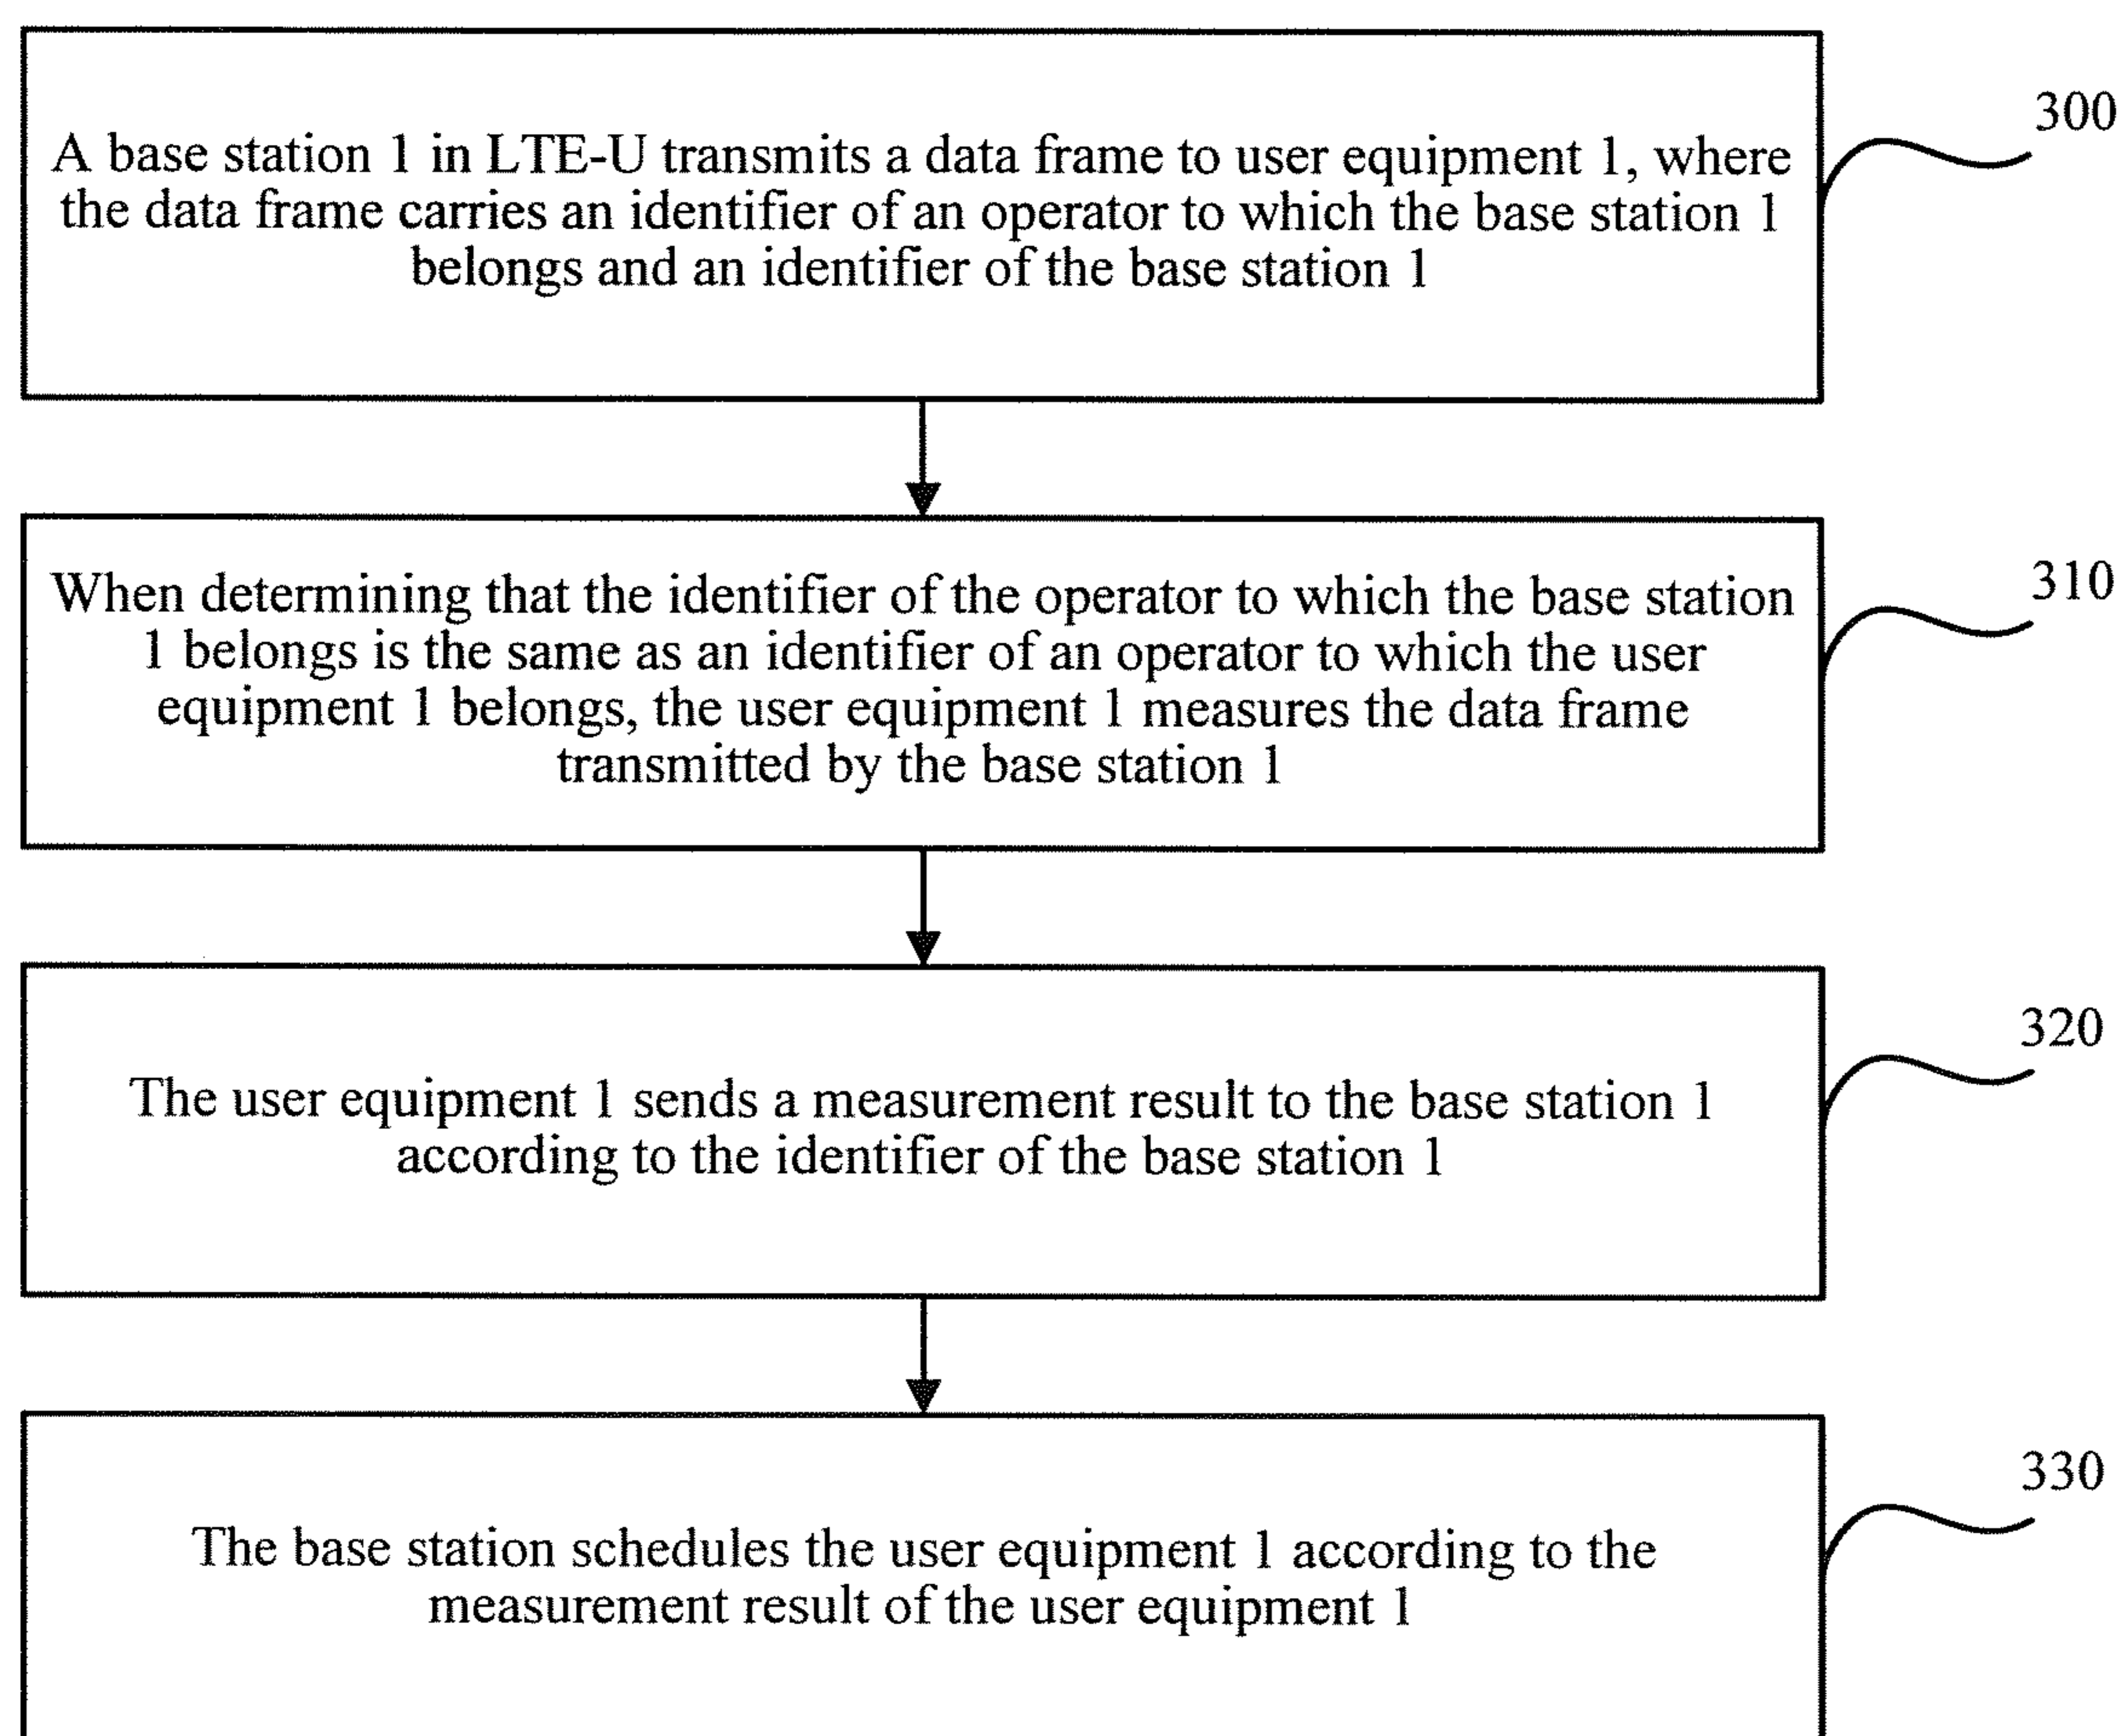 A base station 1 in LTE-U transmits a data frame to user equipment 1, where
the data frame carries an identifier of an operator to which the base station 1
belongs and an identifier of the base station 1
300
When determining that the identifier of the operator to which the base station
1 belongs is the same as an identifier of an operator to which the user
equipment 1 belongs, the user equipment 1 measures the data frame
transmitted by the base station 1
310
The user equipment 1 sends a measurement result to the base station 1
according to the identifier of the base station 1
320
The base station schedules the user equipment 1 according to the
measurement result of the user equipment 1
330